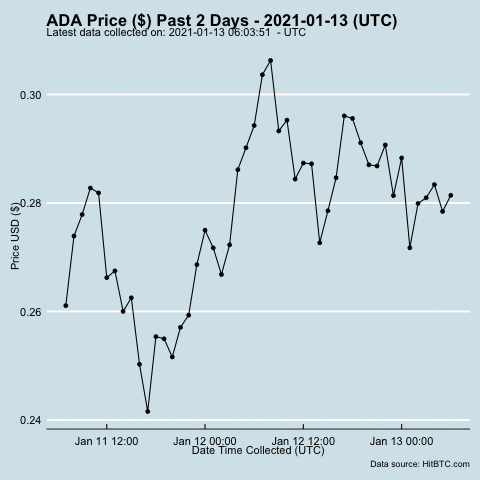 ADA Price ($) Past 2 Days - 2021-01-13 (UTC)
Latest data collected on: 2021-01-13 06:03:51 - UTC
0.30
0.28
0.26
0.24
Price USD ($)
Jan 11 12:00
Jan 12 00:00
Jan 12 12:00
Jan 13 00:00
Date Time Collected (UTC)
Data source: HitBTC.com